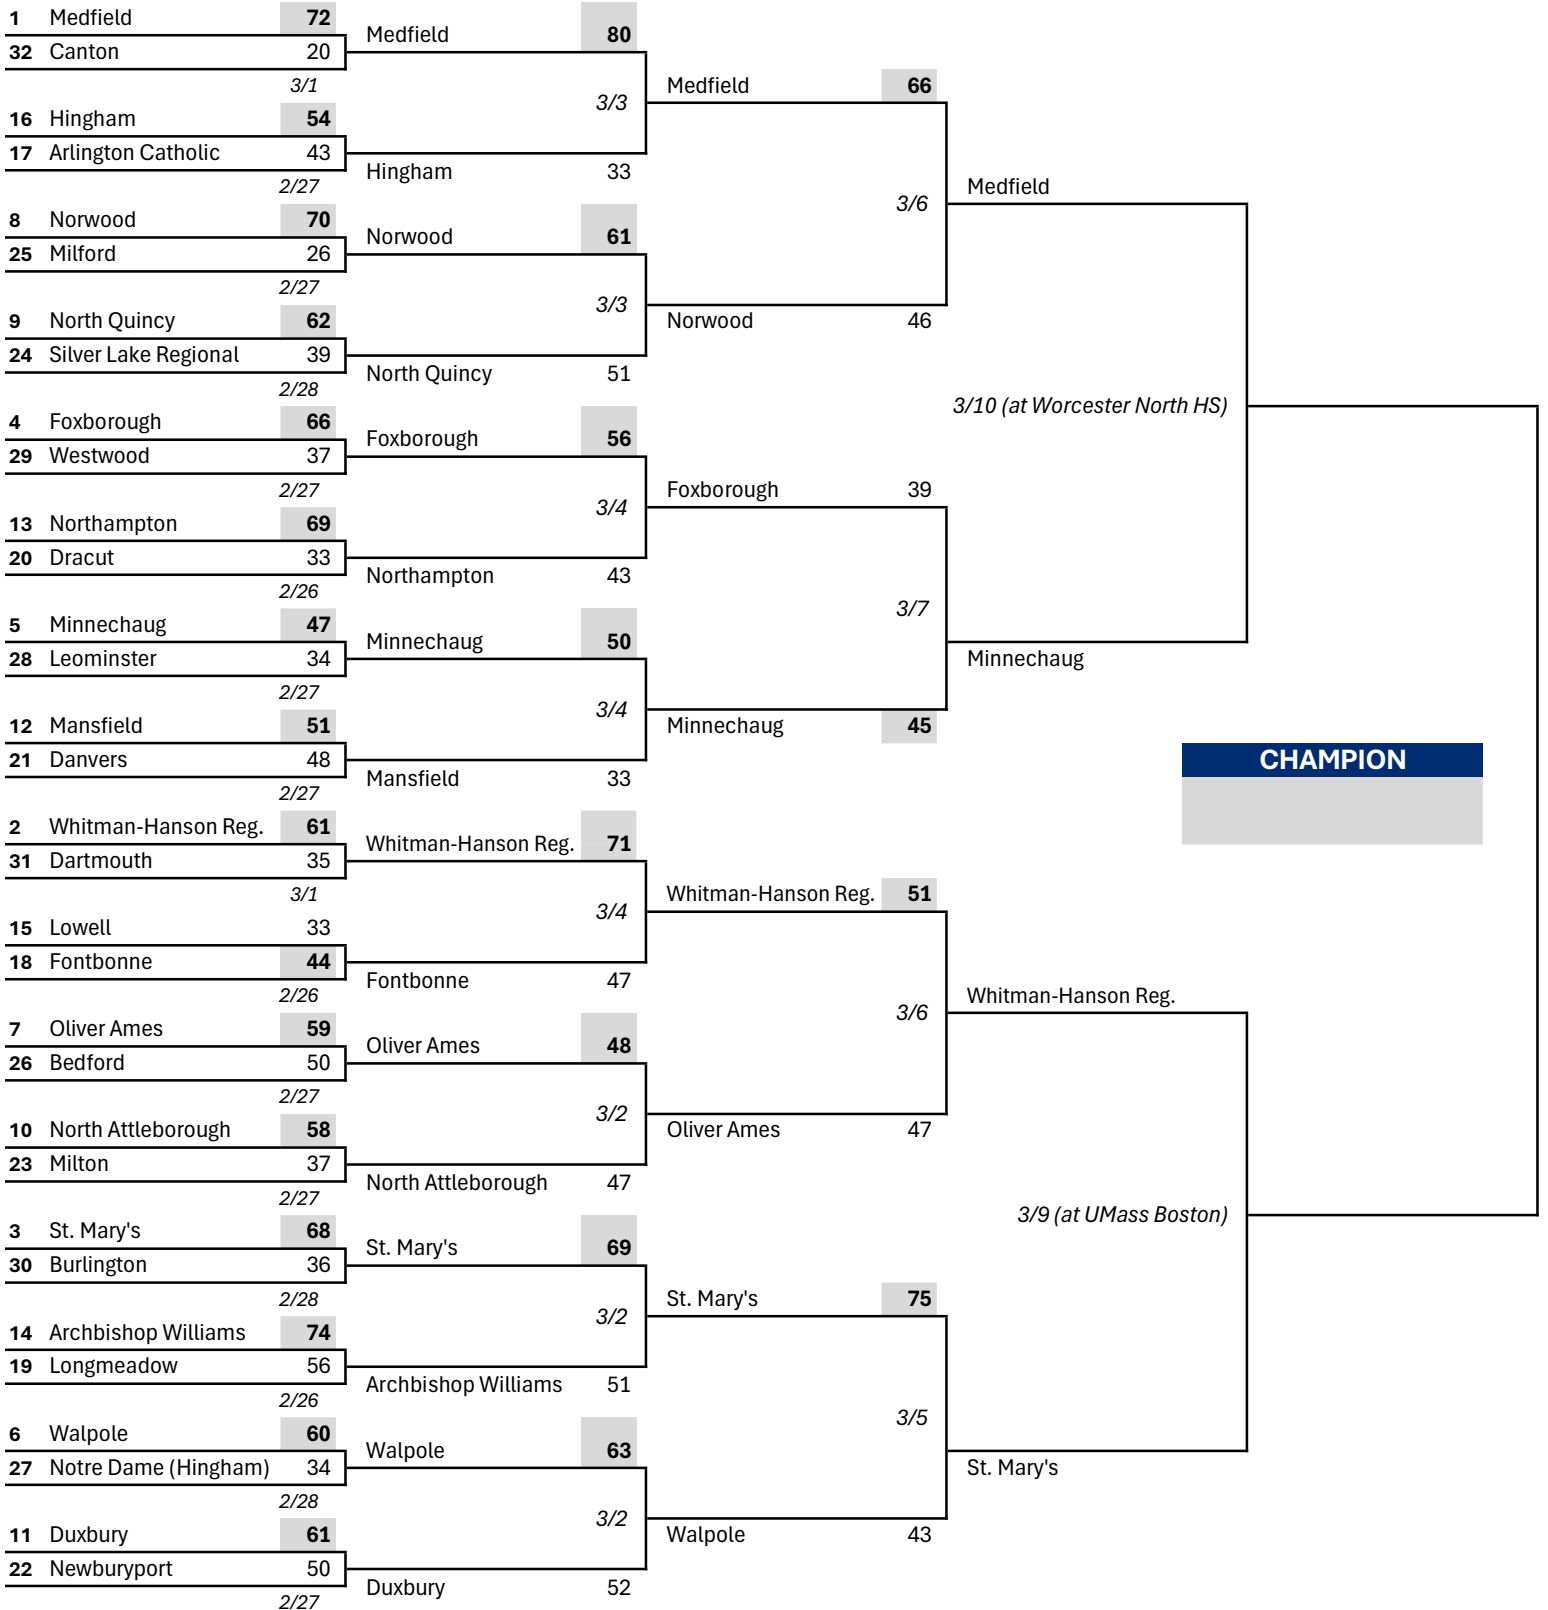 1 Medfield 72
32 Canton 20
3/1
16 Hingham 54
17 Arlington Catholic 43
2/27
8 Norwood 70
25 Milford 26
2/27
9 North Quincy 62
24 Silver Lake Regional 39
2/28
4 Foxborough 66
29 Westwood 37
2/27
13 Northampton 69
20 Dracut 33
2/26
5 Minnechaug 47
28 Leominster 34
2/27
12 Mansfield 51
21 Danvers 48
2/27
2 Whitman-Hanson Reg. 61
31 Dartmouth 35
3/1
15 Lowell 33
18 Fontbonne 44
2/26
7 Oliver Ames 59
26 Bedford 50
2/27
10 North Attleborough 58
23 Milton 37
2/27
3 St. Mary's 68
30 Burlington 36
2/28
14 Archbishop Williams 74
19 Longmeadow 56
2/26
6 Walpole 60
27 Notre Dame (Hingham) 34
2/28
11 Duxbury 61
22 Newburyport 50
2/27
Medfield 80
3/3
Hingham 33
Norwood 61
3/3
North Quincy 51
Foxborough 56
3/4
Northampton 43
Minnechaug 50
3/4
Mansfield 33
Whitman-Hanson Reg. 71
3/4
Fontbonne 47
Oliver Ames 48
3/2
North Attleborough 47
St. Mary's 69
3/2
Archbishop Williams 51
Walpole 63
3/2
Duxbury 52
Medfield 66
3/6
Norwood 46
Foxborough 39
3/7
Minnechaug 45
Whitman-Hanson Reg. 51
3/6
Oliver Ames 47
St. Mary's 75
3/5
Walpole 43
Medfield
3/10 (at Worcester North HS)
Minnechaug
Whitman-Hanson Reg.
3/9 (at UMass Boston)
St. Mary's
CHAMPION